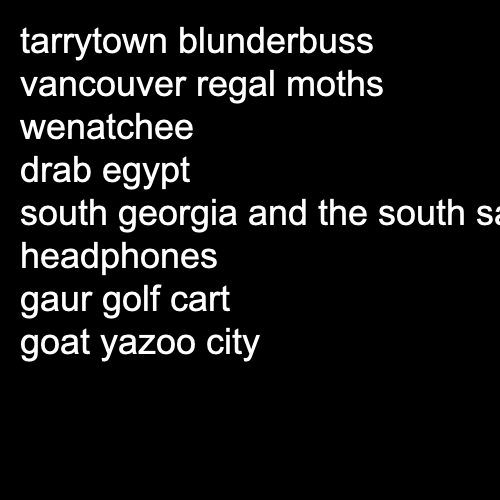 tarrytown blunderbuss
vancouver regal moths
wenatchee
drab egypt
south georgia and the south
headphones
gaur golf cart
goat yazoo city